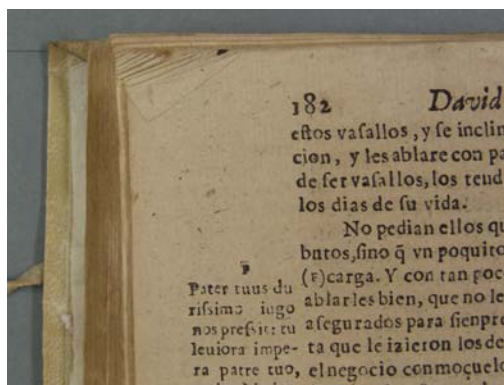 182 David
estos vasallos, y se inclin
cion, y les ablare con pa
de ser vasallos, los tend
los dias de su vida.
No pedian ellos qu
butos, sino q̃ vn poquito
(F) carga. Y con tan poc
ablarles bien, que no le
asegurados para sienpre
ta que le izieron los de
el negocio con moçuelo
F
Pater tuus du
rissimo iugo
nos pressit: tu
leuiora impe-
ra patre tuo,